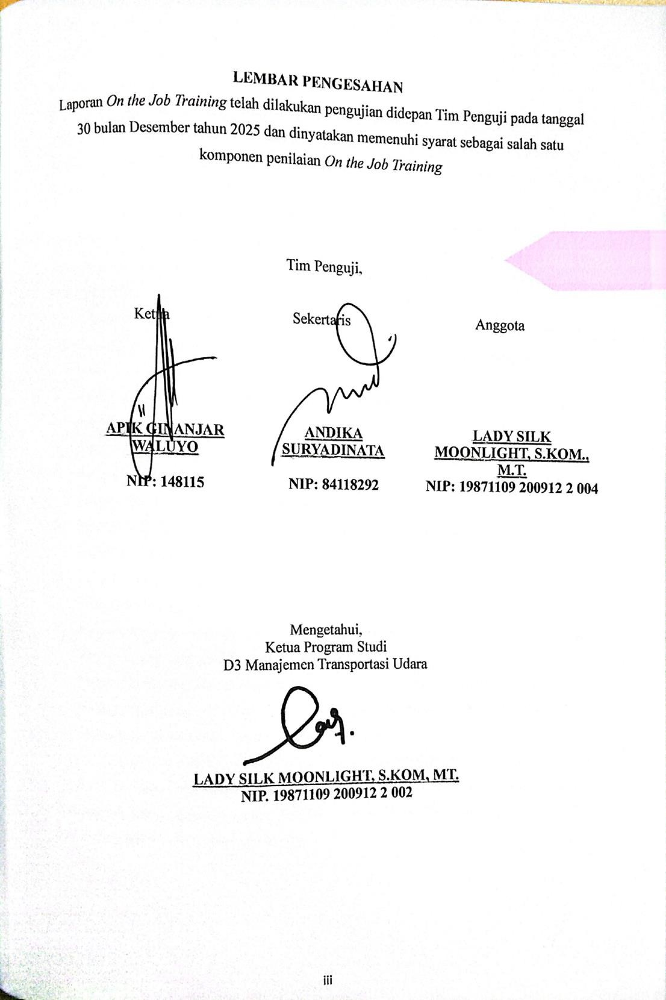 LEMBAR PENGESAHAN
Laporan On the Job Training telah dilakukan pengujian didepan Tim Penguji pada tanggal
30 bulan Desember tahun 2025 dan dinyatakan memenuhi syarat sebagai salah satu
komponen penilaian On the Job Training
Tim Penguji,
Ketua
Sekertaris
Anggota
APIK GINANJAR
WALUYO
NIP: 148115
ANDIKA
SURYADINATA
NIP: 84118292
LADY SILK
MOONLIGHT, S.KOM.,
M.T.
NIP: 19871109 200912 2 004
Mengetahui,
Ketua Program Studi
D3 Manajemen Transportasi Udara
LADY SILK MOONLIGHT, S.KOM, MT.
NIP. 19871109 200912 2 002
iii